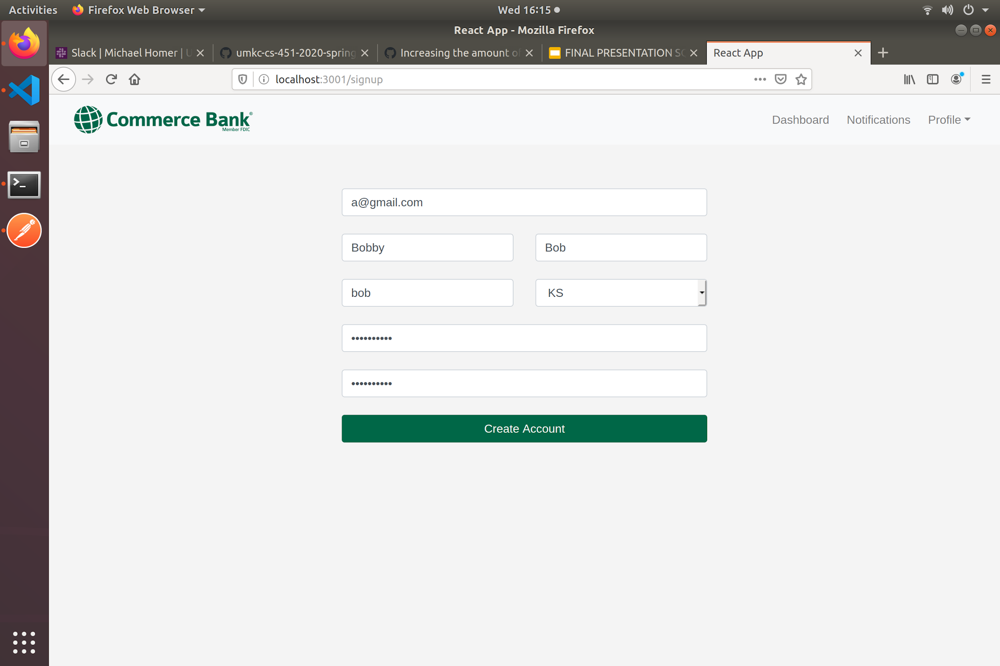 Activities Firefox Web Browser Wed 16:15
React App - Mozilla Firefox
Slack | Michael Homer | U umkc-cs-451-2020-spring Increasing the amount of FINAL PRESENTATION SC React App
localhost:3001/signup
Commerce Bank® Dashboard Notifications Profile
Member FDIC
a@gmail.com
Bobby Bob
bob KS
••••••••••
••••••••••
Create Account